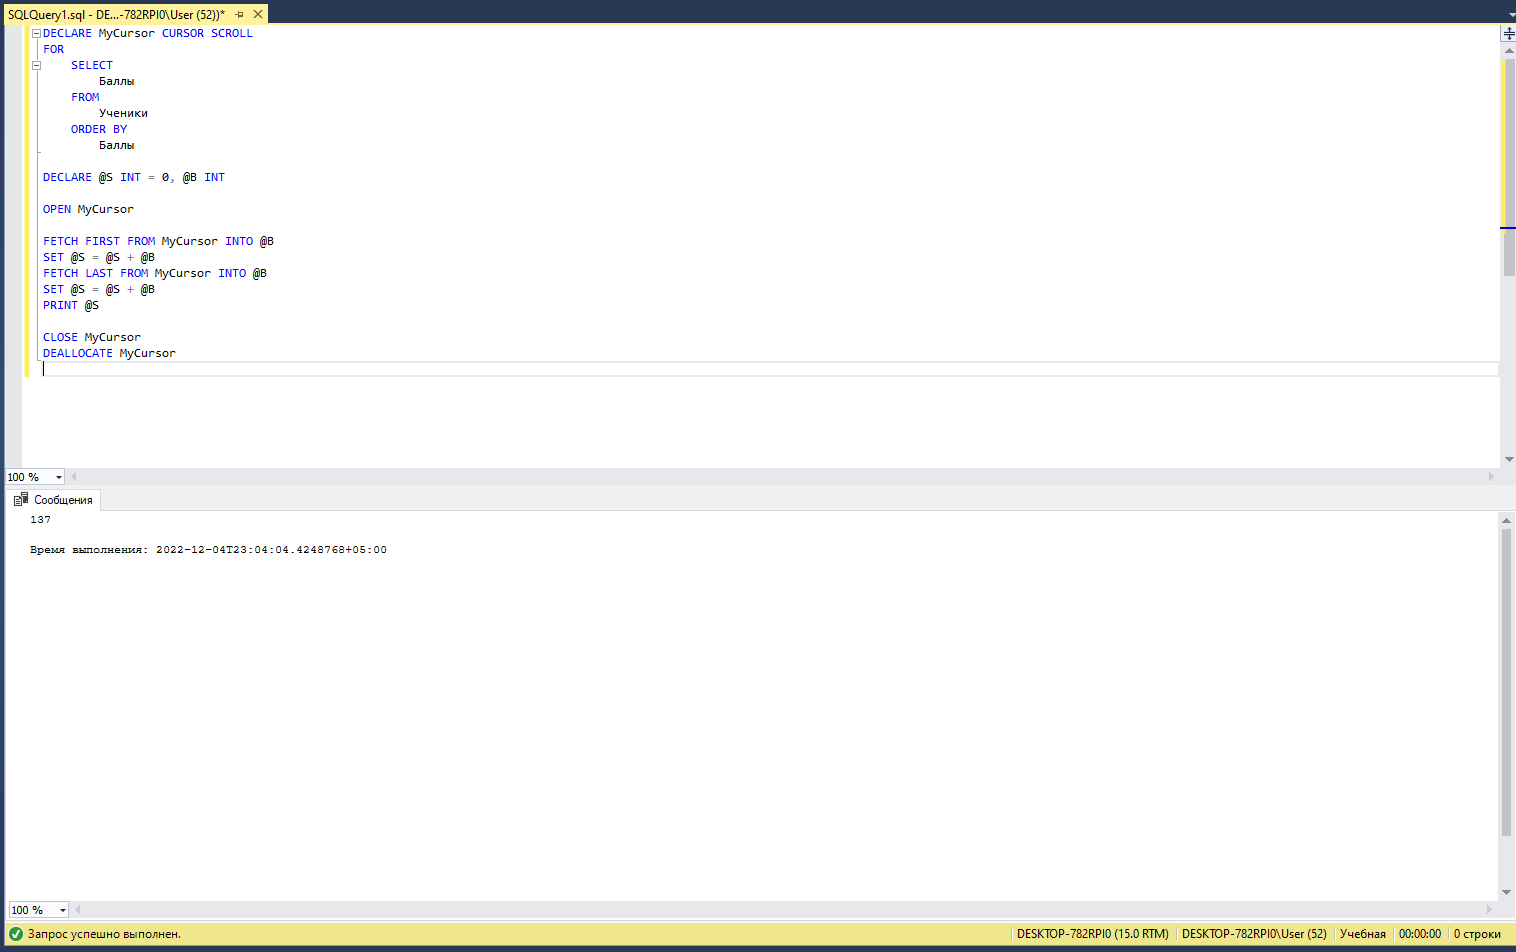 SQLQuery1.sql - DE...-782RPI0\User (52))*
DECLARE MyCursor CURSOR SCROLL
FOR
SELECT
Баллы
FROM
Ученики
ORDER BY
Баллы
DECLARE @S INT = 0, @B INT
OPEN MyCursor
FETCH FIRST FROM MyCursor INTO @B
SET @S = @S + @B
FETCH LAST FROM MyCursor INTO @B
SET @S = @S + @B
PRINT @S
CLOSE MyCursor
DEALLOCATE MyCursor
100 %
Сообщения
137
Время выполнения: 2022-12-04T23:04:04.4248768+05:00
100 %
Запрос успешно выполнен. DESKTOP-782RPI0 (15.0 RTM) DESKTOP-782RPI0\User (52) Учебная 00:00:00 0 строки